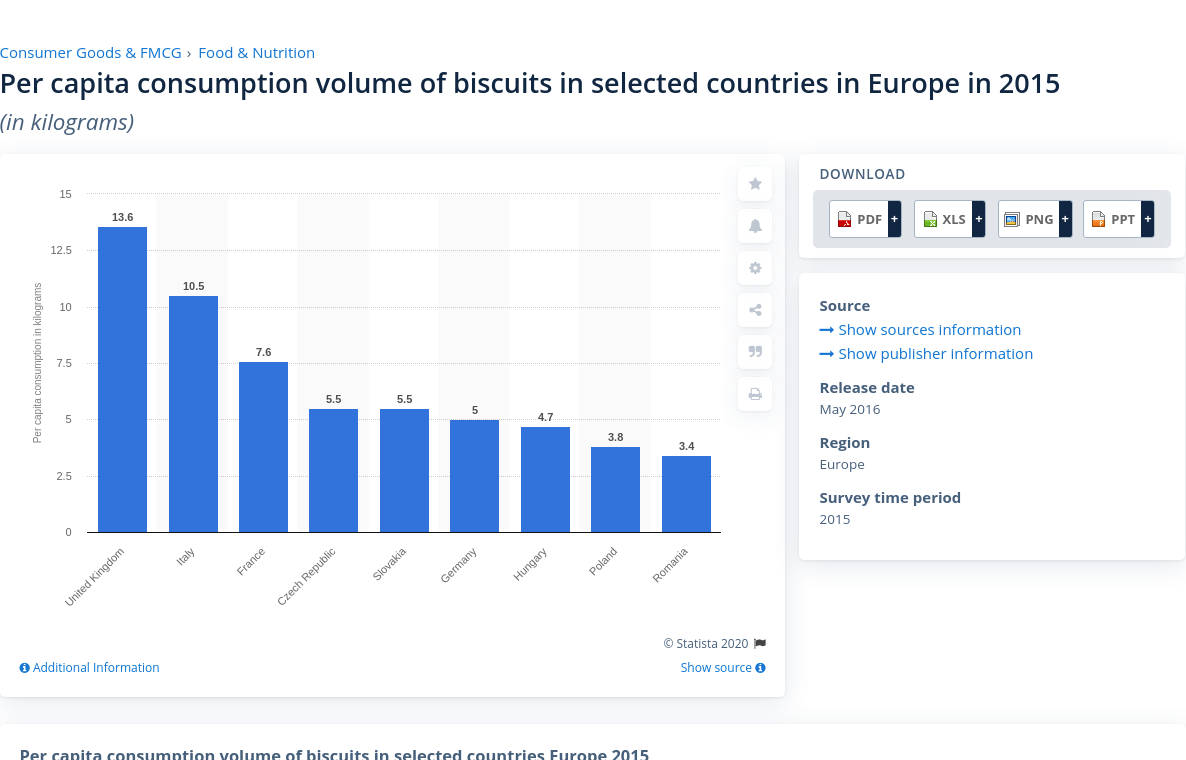 Consumer Goods & FMCG › Food & Nutrition
Per capita consumption volume of biscuits in selected countries in Europe in 2015
(in kilograms)
15
12.5
10
7.5
5
2.5
0
Per capita consumption in kilograms
13.6
10.5
7.6
5.5
5.5
5
4.7
3.8
3.4
United Kingdom
Italy
France
Czech Republic
Slovakia
Germany
Hungary
Poland
Romania
© Statista 2020
Additional Information
Show source
DOWNLOAD
PDF + XLS + PNG + PPT +
Source
Show sources information
Show publisher information
Release date
May 2016
Region
Europe
Survey time period
2015
Per capita consumption volume of biscuits in selected countries Europe 2015